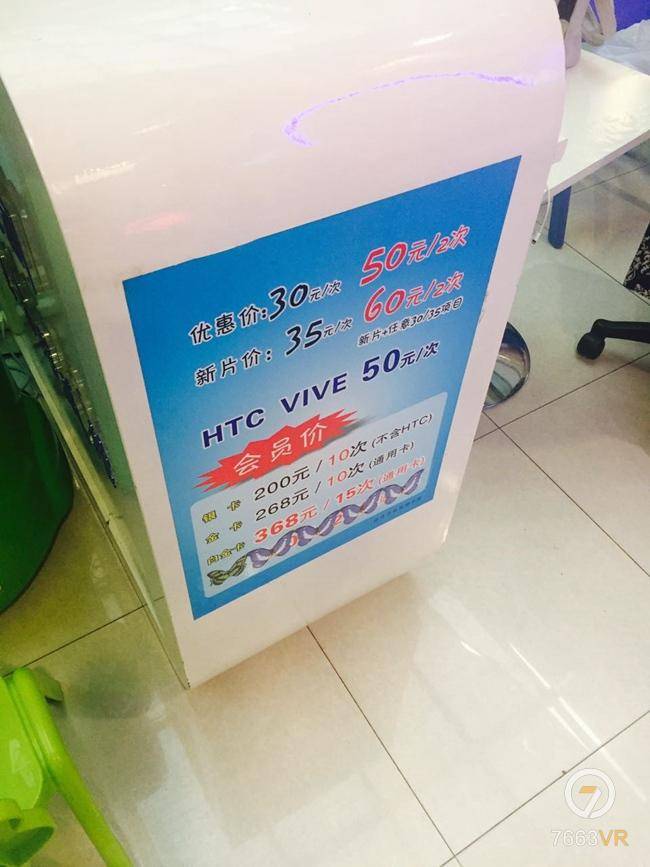 优惠价:30元/次 50元/2次
新片价: 35元/次 60元/2次
新片+任意30/35项目
HTC VIVE 50元/次
会员价
银卡 200元/10次(不含HTC)
金卡 268元/10次(通用卡)
白金卡 368元/15次(通用卡)
7663VR